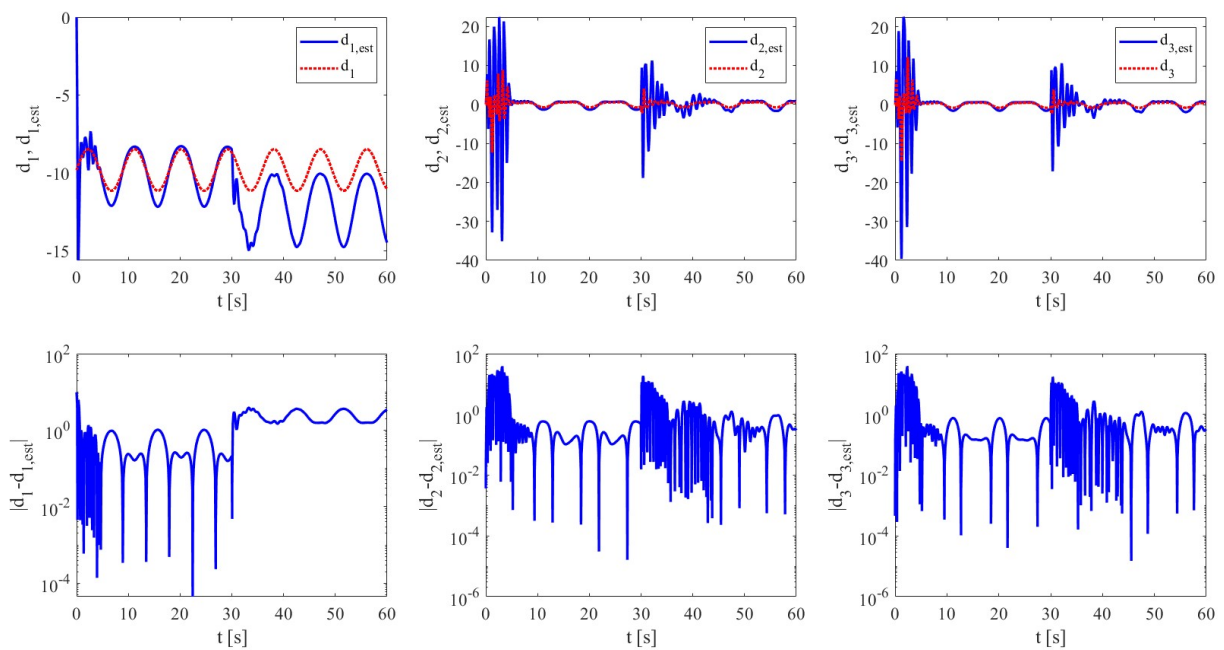 0
-5
-10
-15
d1, d1,est
d1,est
d1
0 10 20 30 40 50 60
t [s]
20
10
0
-10
-20
-30
-40
d2, d2,est
d2,est
d2
0 10 20 30 40 50 60
t [s]
20
10
0
-10
-20
-30
-40
d3, d3,est
d3,est
d3
0 10 20 30 40 50 60
t [s]
10^2
10^0
10^-2
10^-4
|d1-d1,est|
0 10 20 30 40 50 60
t [s]
10^2
10^0
10^-2
10^-4
10^-6
|d2-d2,est|
0 10 20 30 40 50 60
t [s]
10^2
10^0
10^-2
10^-4
10^-6
|d3-d3,est|
0 10 20 30 40 50 60
t [s]